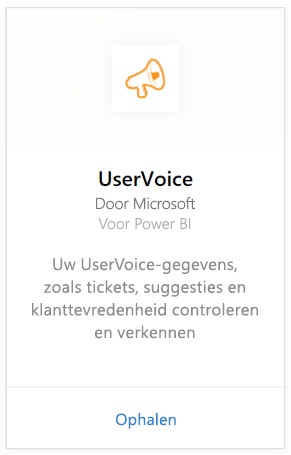 UserVoice
Door Microsoft
Voor Power BI
Uw UserVoice-gegevens,
zoals tickets, suggesties en
klanttevredenheid controleren
en verkennen
Ophalen